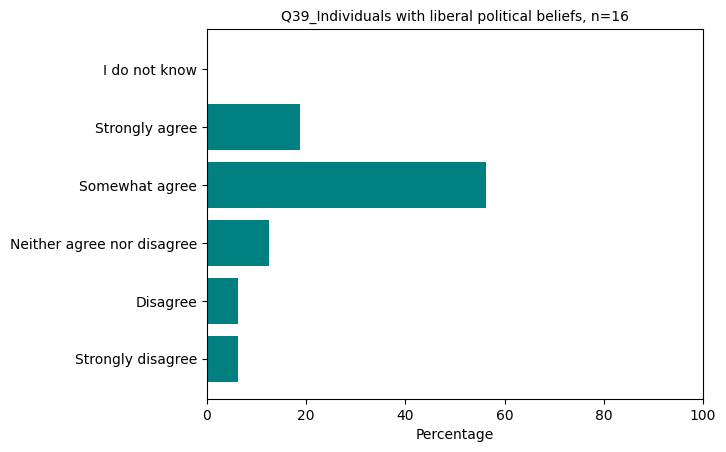 Q39_Individuals with liberal political beliefs, n=16
I do not know
Strongly agree
Somewhat agree
Neither agree nor disagree
Disagree
Strongly disagree
0 20 40 60 80 100
Percentage